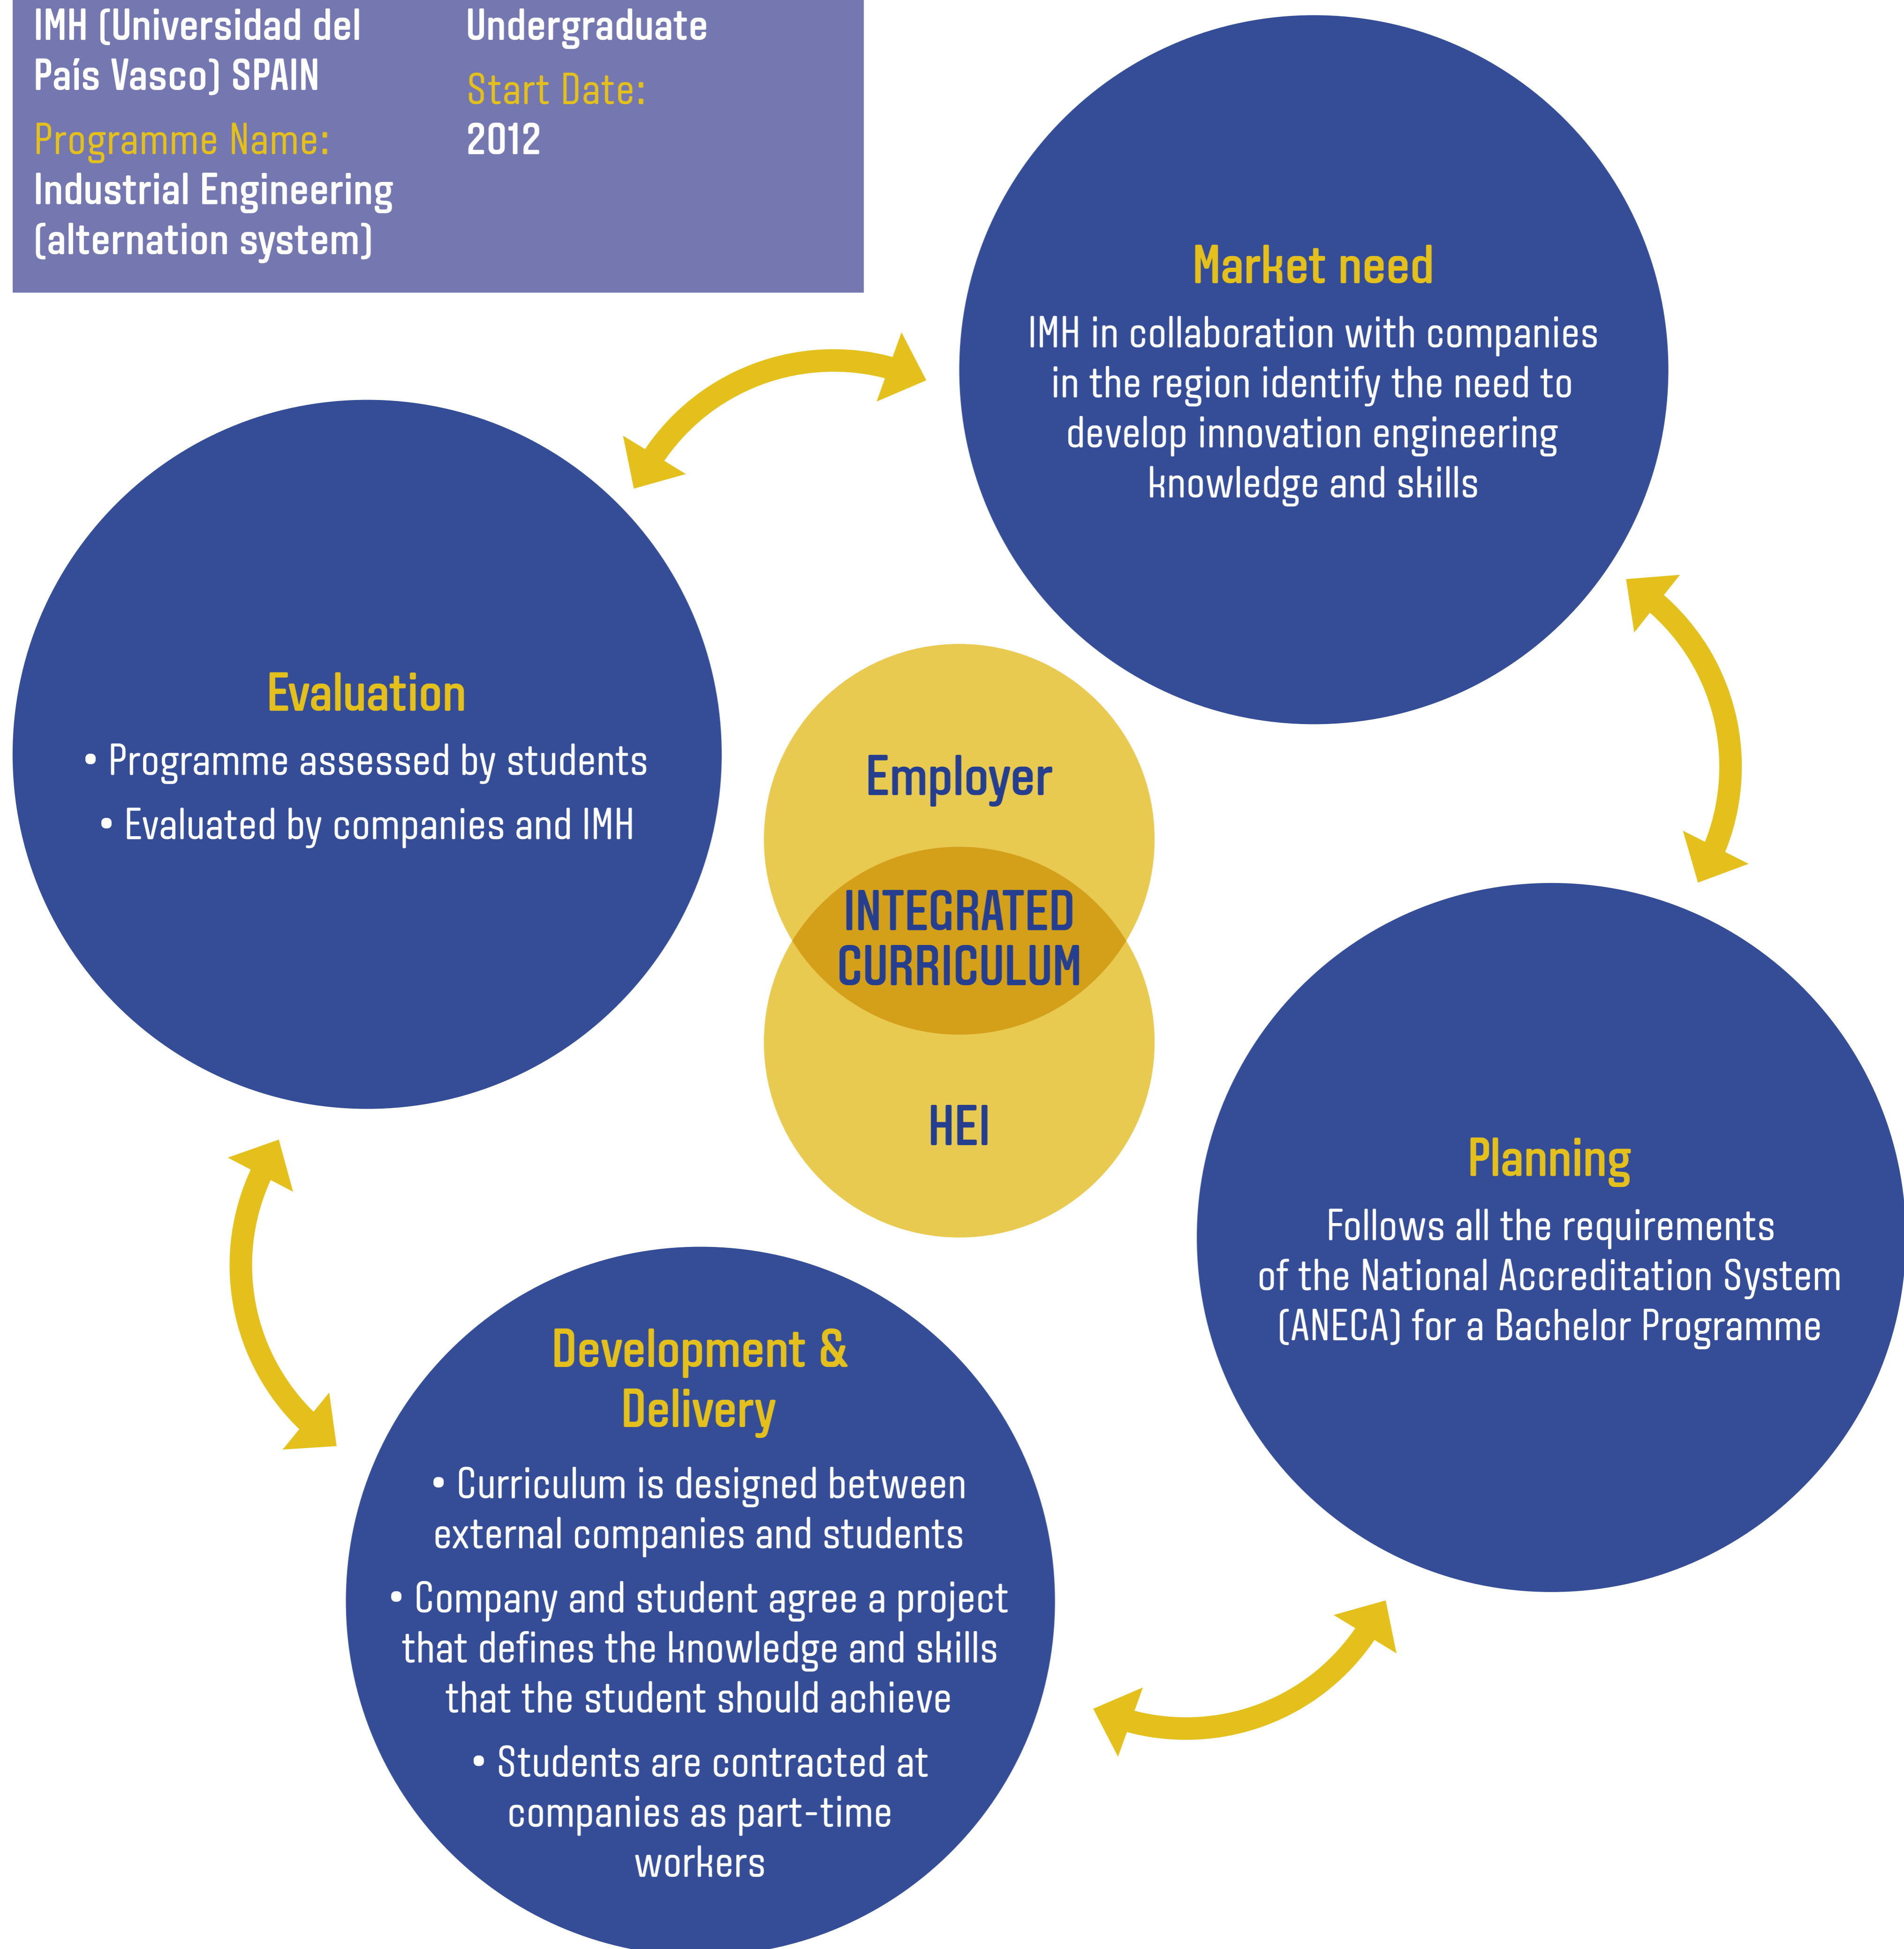 IMH (Universidad del
País Vasco) SPAIN
Programme Name:
Industrial Engineering
(alternation system)
Undergraduate
Start Date:
2012
Market need
IMH in collaboration with companies
in the region identify the need to
develop innovation engineering
knowledge and skills
Evaluation
• Programme assessed by students
• Evaluated by companies and IMH
Employer
INTEGRATED
CURRICULUM
HEI
Planning
Follows all the requirements
of the National Accreditation System
(ANECA) for a Bachelor Programme
Development &
Delivery
• Curriculum is designed between
external companies and students
• Company and student agree a project
that defines the knowledge and skills
that the student should achieve
• Students are contracted at
companies as part-time
workers